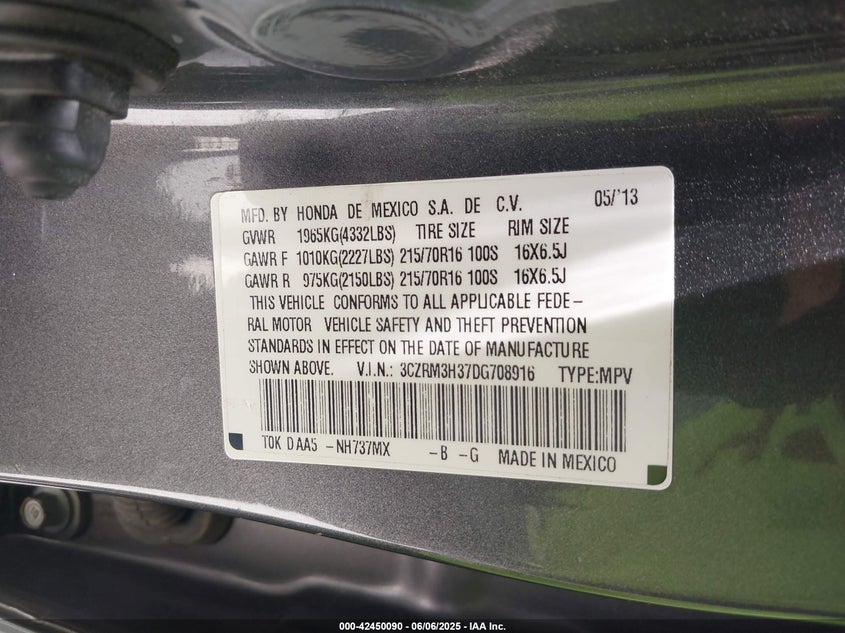 MFD. BY HONDA DE MEXICO S.A. DE C.V. 05/'13
GVWR 1965KG(4332LBS) TIRE SIZE RIM SIZE
GAWR F 1010KG(2227LBS) 215/70R16 100S 16X6.5J
GAWR R 975KG(2150LBS) 215/70R16 100S 16X6.5J
THIS VEHICLE CONFORMS TO ALL APPLICABLE FEDE-
RAL MOTOR VEHICLE SAFETY AND THEFT PREVENTION
STANDARDS IN EFFECT ON THE DATE OF MANUFACTURE
SHOWN ABOVE. V.I.N.: 3CZRM3H37DG708916 TYPE:MPV
T0K D AA5 -NH737MX -B -G MADE IN MEXICO
000-42450090 - 06/06/2025 - IAA Inc.